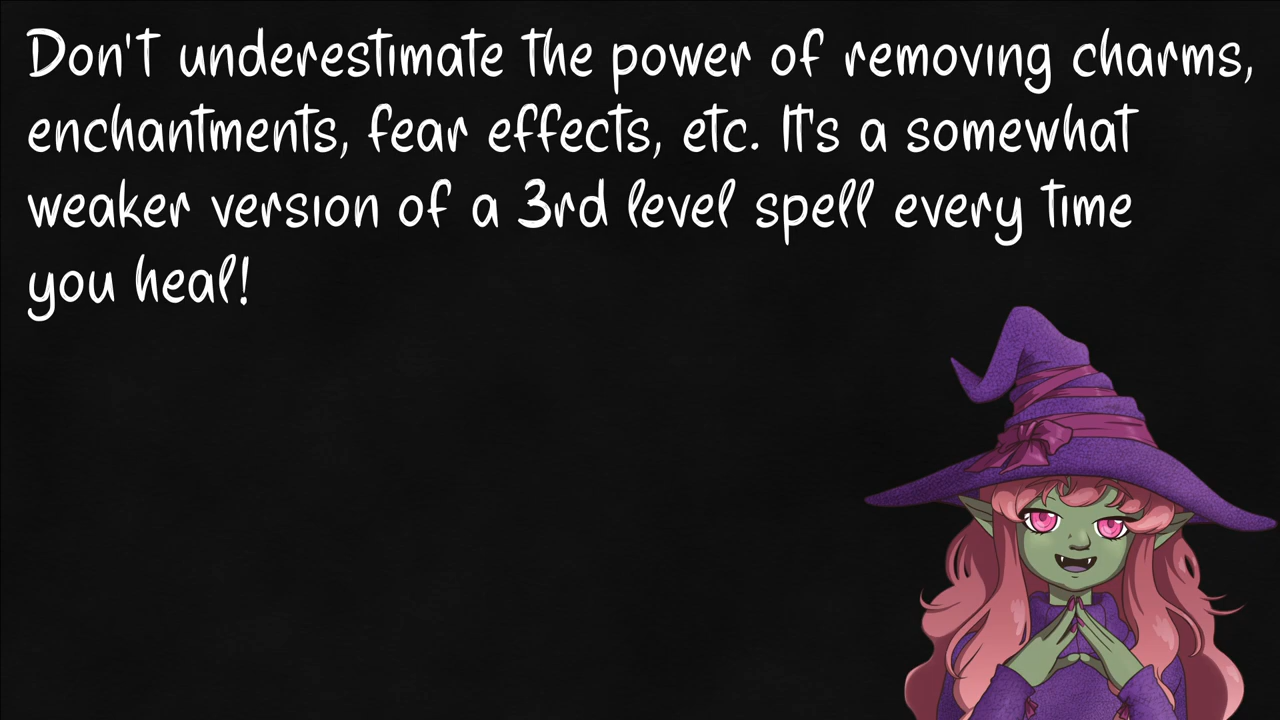 Don't underestimate the power of removing charms,
enchantments, fear effects, etc. It's a somewhat
weaker version of a 3rd level spell every time
you heal!